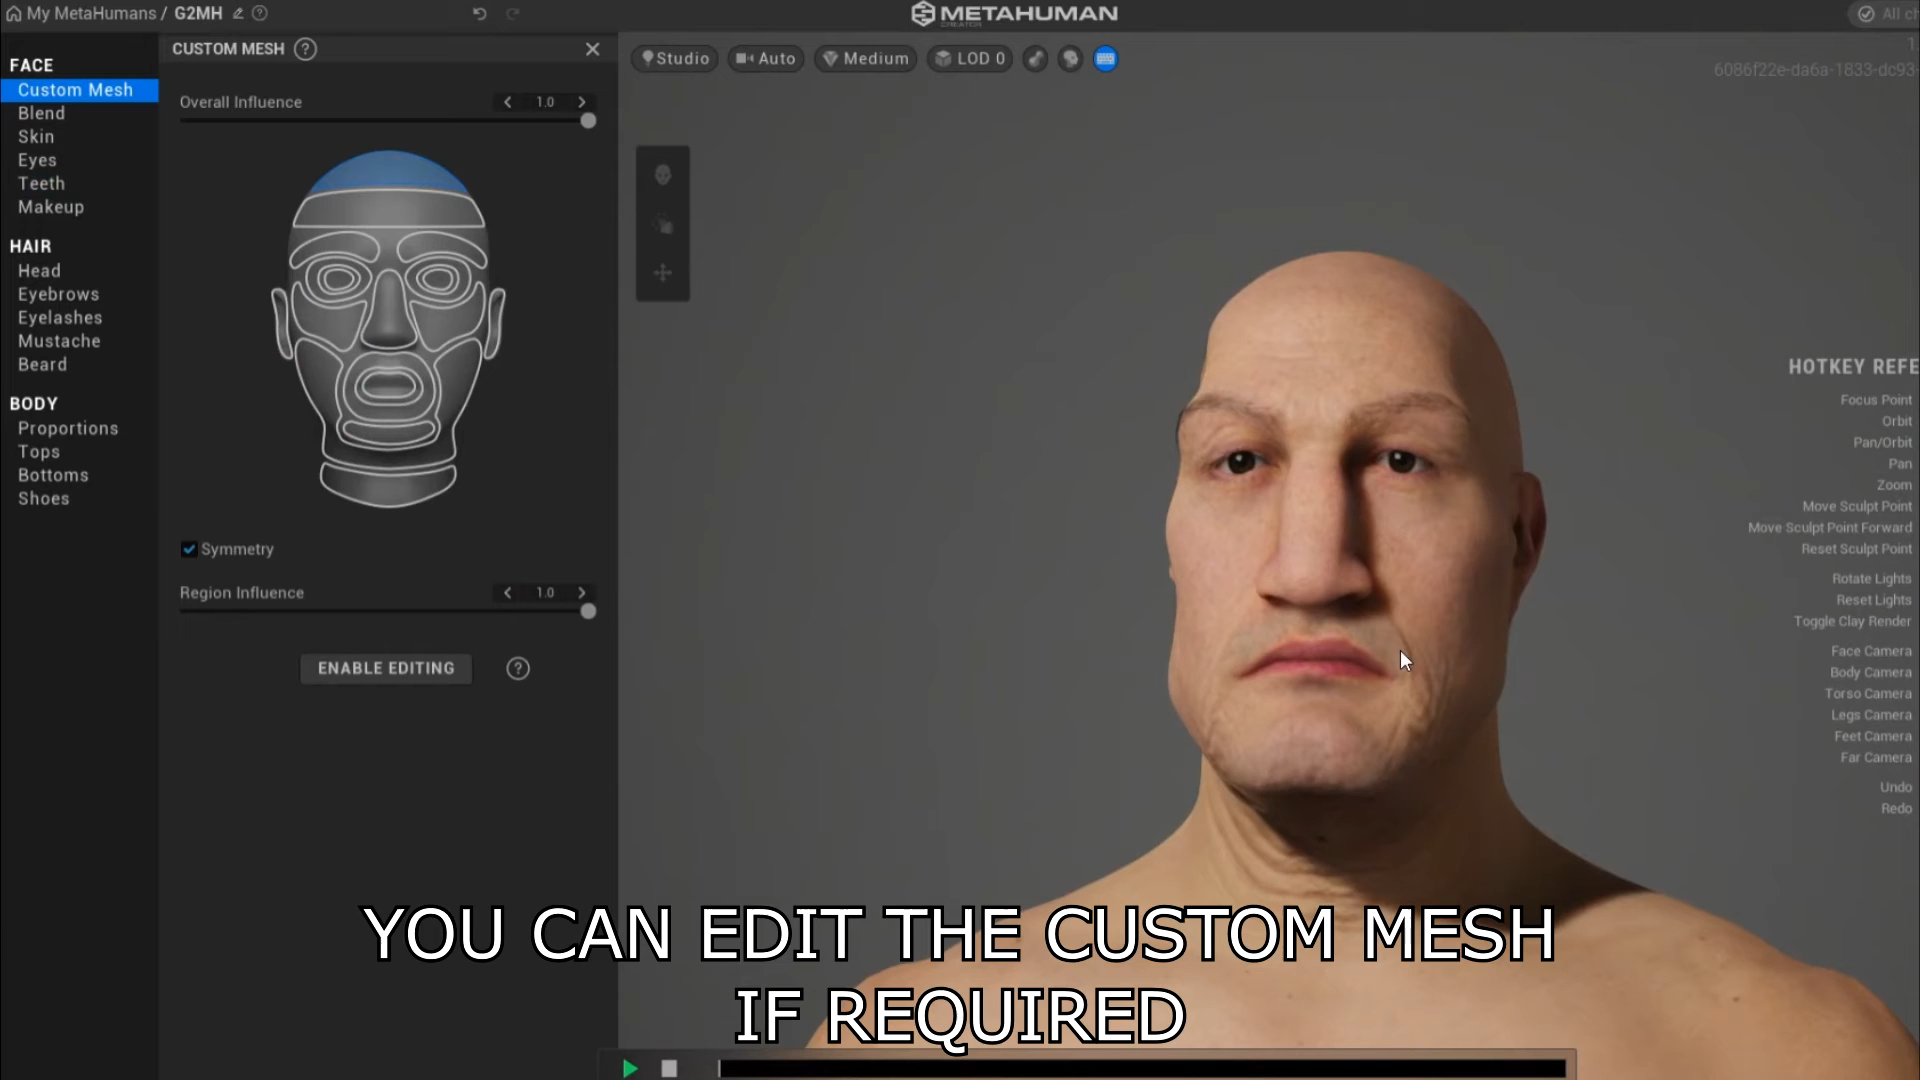 My MetaHumans / G2MH
METAHUMAN
CREATOR
All ch
FACE
Custom Mesh
Blend
Skin
Eyes
Teeth
Makeup
HAIR
Head
Eyebrows
Eyelashes
Mustache
Beard
BODY
Proportions
Tops
Bottoms
Shoes
CUSTOM MESH
Overall Influence 1.0
Symmetry
Region Influence 1.0
ENABLE EDITING
Studio Auto Medium LOD 0
1.
6086f22e-da6a-1833-dc93-
HOTKEY REFE
Focus Point
Orbit
Pan/Orbit
Pan
Zoom
Move Sculpt Point
Move Sculpt Point Forward
Reset Sculpt Point
Rotate Lights
Reset Lights
Toggle Clay Render
Face Camera
Body Camera
Torso Camera
Legs Camera
Feet Camera
Far Camera
Undo
Redo
YOU CAN EDIT THE CUSTOM MESH
IF REQUIRED